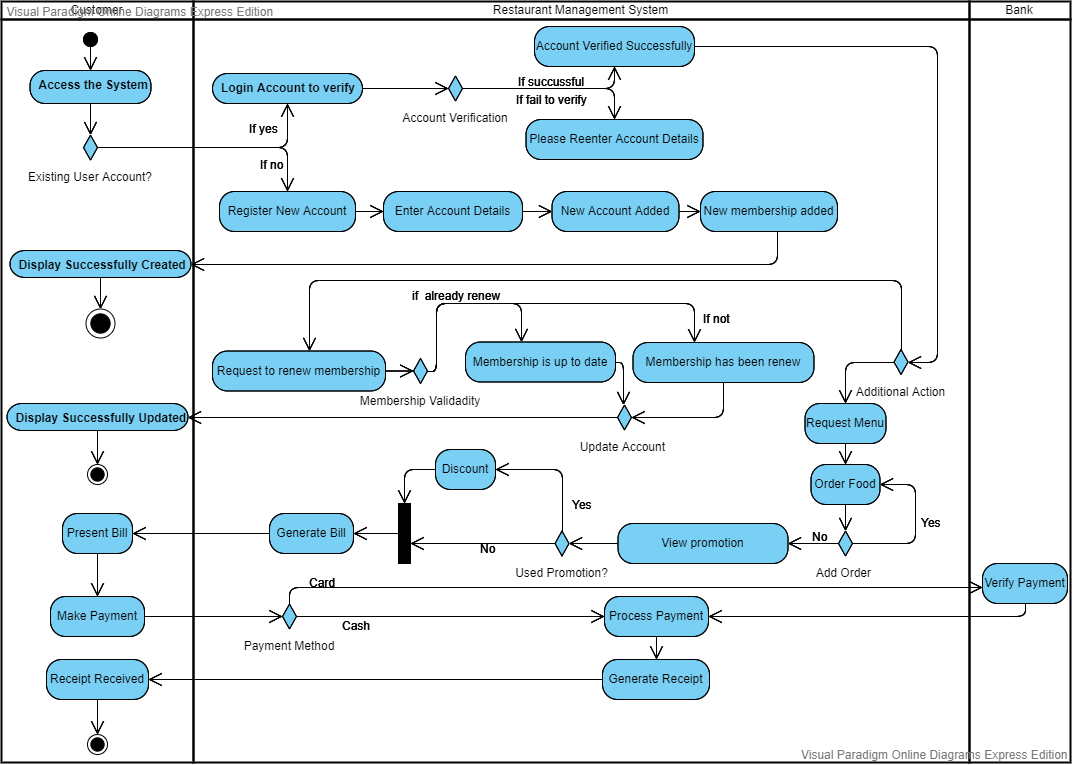 Visual Paradigm Online Diagrams Express Edition
Customer
Restaurant Management System
Bank
Account Verified Successfully
Access the System
Login Account to verify
If succussful
If fail to verify
Account Verification
If yes
Please Reenter Account Details
Existing User Account?
If no
Register New Account
Enter Account Details
New Account Added
New membership added
Display Successfully Created
if already renew
If not
Request to renew membership
Membership is up to date
Membership has been renew
Additional Action
Membership Validadity
Display Successfully Updated
Update Account
Request Menu
Discount
Order Food
Yes
Yes
Present Bill
Generate Bill
No
Used Promotion?
View promotion
No
Add Order
Card
Verify Payment
Make Payment
Cash
Payment Method
Process Payment
Receipt Received
Generate Receipt
Visual Paradigm Online Diagrams Express Edition